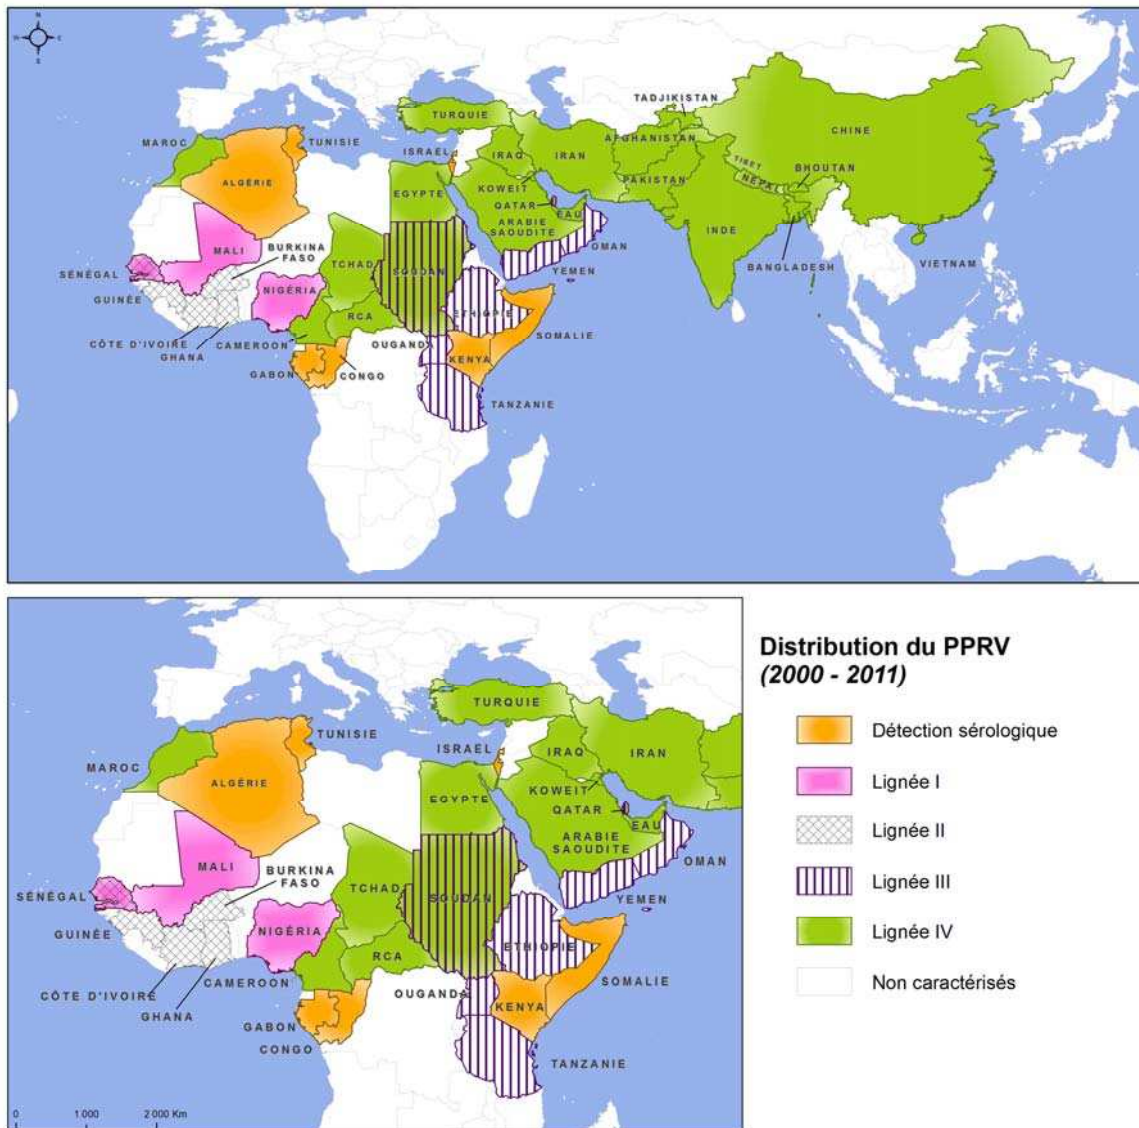 N
W
E
S
TADJIKISTAN
TURQUIE
CHINE
MAROC
TUNISIE
ISRAËL
AFGHANISTAN
IRAQ
IRAN
TIBET
BHOUTAN
ALGÉRIE
KOWEIT
PAKISTAN
NÉPAL
EGYPTE
QATAR
EAU
ARABIE
SAOUDITE
INDE
MALI
BURKINA
FASO
OMAN
SÉNÉGAL
TCHAD
SOUDAN
YEMEN
BANGLADESH
VIETNAM
GUINÉE
NIGÉRIA
RCA
ETHIOPIE
SOMALIE
CÔTE D'IVOIRE
CAMEROON
OUGANDA
GHANA
KENYA
GABON
CONGO
TANZANIE
TURQUIE
TUNISIE
ISRAËL
IRAQ
IRAN
MAROC
ALGÉRIE
KOWEIT
EGYPTE
QATAR
EAU
ARABIE
SAOUDITE
MALI
BURKINA
FASO
OMAN
TCHAD
SÉNÉGAL
SOUDAN
YEMEN
GUINÉE
NIGÉRIA
ETHIOPIE
RCA
CAMEROON
SOMALIE
CÔTE D'IVOIRE
OUGANDA
KENYA
GHANA
GABON
CONGO
TANZANIE
0 1 000 2 000 Km
Distribution du PPRV
(2000 - 2011)
Détection sérologique
Lignée I
Lignée II
Lignée III
Lignée IV
Non caractérisés